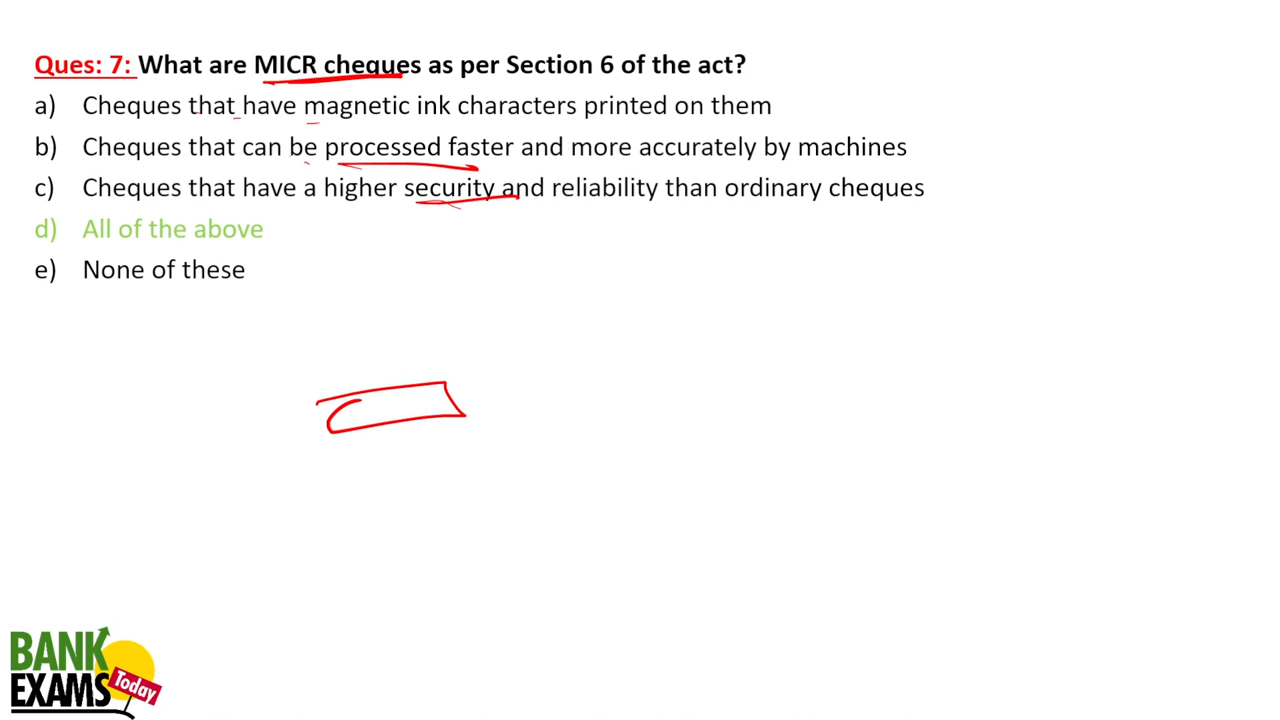 Ques: 7: What are MICR cheques as per Section 6 of the act?
a) Cheques that have magnetic ink characters printed on them
b) Cheques that can be processed faster and more accurately by machines
c) Cheques that have a higher security and reliability than ordinary cheques
d) All of the above
e) None of these
BANK
EXAMS
Today